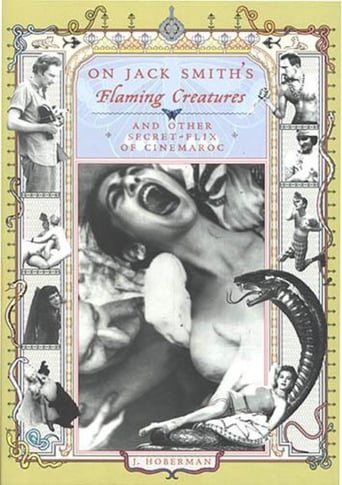 ON JACK SMITH'S
Flaming Creatures
AND OTHER
SECRET-FLIX
OF CINEMAROC
J. HOBERMAN